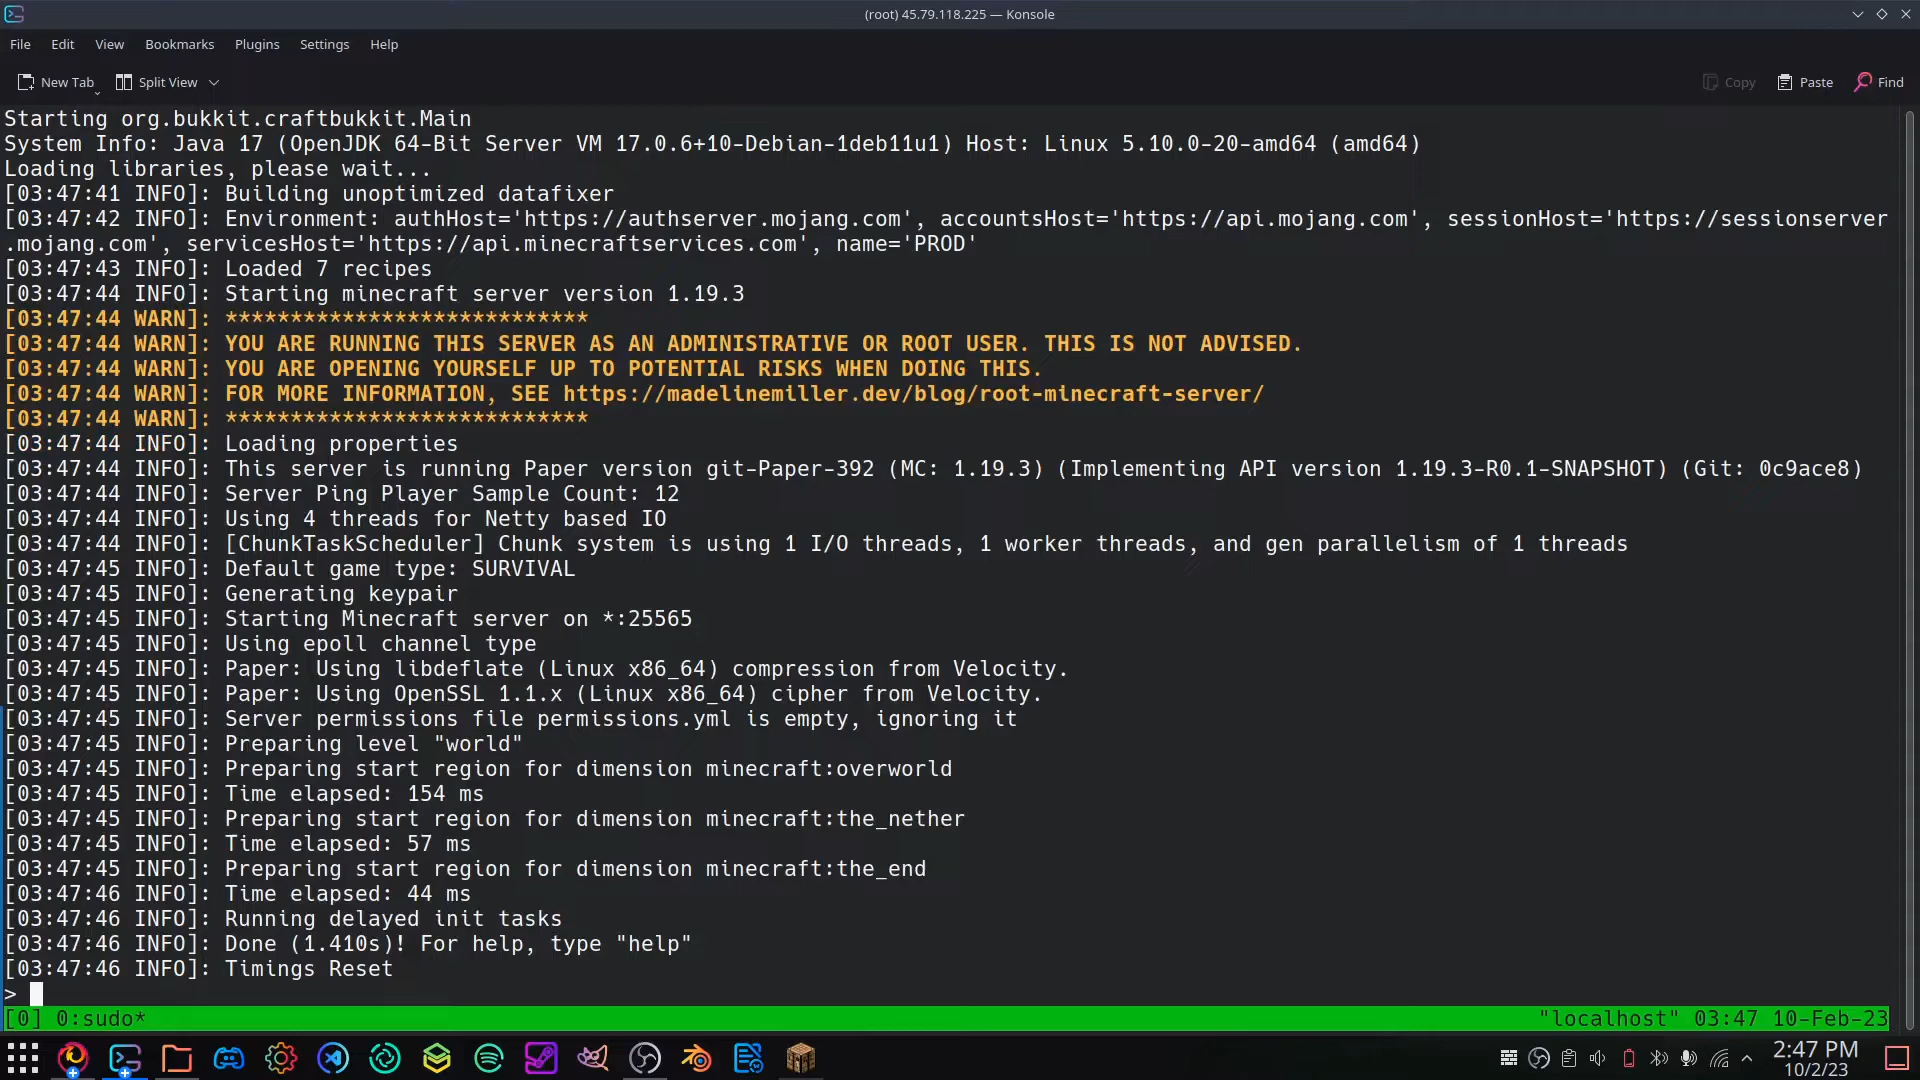 (root) 45.79.118.225 — Konsole
File Edit View Bookmarks Plugins Settings Help
New Tab Split View Copy Paste Find
Starting org.bukkit.craftbukkit.Main
System Info: Java 17 (OpenJDK 64-Bit Server VM 17.0.6+10-Debian-1deb11u1) Host: Linux 5.10.0-20-amd64 (amd64)
Loading libraries, please wait...
[03:47:41 INFO]: Building unoptimized datafixer
[03:47:42 INFO]: Environment: authHost='https://authserver.mojang.com', accountsHost='https://api.mojang.com', sessionHost='https://sessionserver
.mojang.com', servicesHost='https://api.minecraftservices.com', name='PROD'
[03:47:43 INFO]: Loaded 7 recipes
[03:47:44 INFO]: Starting minecraft server version 1.19.3
[03:47:44 WARN]: ****************************
[03:47:44 WARN]: YOU ARE RUNNING THIS SERVER AS AN ADMINISTRATIVE OR ROOT USER. THIS IS NOT ADVISED.
[03:47:44 WARN]: YOU ARE OPENING YOURSELF UP TO POTENTIAL RISKS WHEN DOING THIS.
[03:47:44 WARN]: FOR MORE INFORMATION, SEE https://madelinemiller.dev/blog/root-minecraft-server/
[03:47:44 WARN]: ****************************
[03:47:44 INFO]: Loading properties
[03:47:44 INFO]: This server is running Paper version git-Paper-392 (MC: 1.19.3) (Implementing API version 1.19.3-R0.1-SNAPSHOT) (Git: 0c9ace8)
[03:47:44 INFO]: Server Ping Player Sample Count: 12
[03:47:44 INFO]: Using 4 threads for Netty based IO
[03:47:44 INFO]: [ChunkTaskScheduler] Chunk system is using 1 I/O threads, 1 worker threads, and gen parallelism of 1 threads
[03:47:45 INFO]: Default game type: SURVIVAL
[03:47:45 INFO]: Generating keypair
[03:47:45 INFO]: Starting Minecraft server on *:25565
[03:47:45 INFO]: Using epoll channel type
[03:47:45 INFO]: Paper: Using libdeflate (Linux x86_64) compression from Velocity.
[03:47:45 INFO]: Paper: Using OpenSSL 1.1.x (Linux x86_64) cipher from Velocity.
[03:47:45 INFO]: Server permissions file permissions.yml is empty, ignoring it
[03:47:45 INFO]: Preparing level "world"
[03:47:45 INFO]: Preparing start region for dimension minecraft:overworld
[03:47:45 INFO]: Time elapsed: 154 ms
[03:47:45 INFO]: Preparing start region for dimension minecraft:the_nether
[03:47:45 INFO]: Time elapsed: 57 ms
[03:47:45 INFO]: Preparing start region for dimension minecraft:the_end
[03:47:46 INFO]: Time elapsed: 44 ms
[03:47:46 INFO]: Running delayed init tasks
[03:47:46 INFO]: Done (1.410s)! For help, type "help"
[03:47:46 INFO]: Timings Reset
>
[0] 0:sudo* "localhost" 03:47 10-Feb-23
2:47 PM
10/2/23